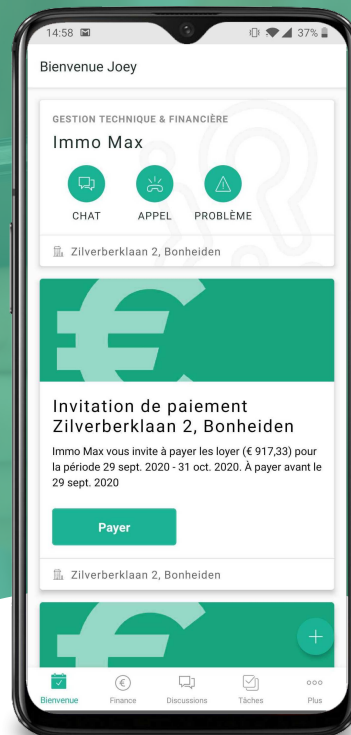 14:58 37%
Bienvenue Joey
GESTION TECHNIQUE & FINANCIÈRE
Immo Max
CHAT APPEL PROBLÈME
Zilverberklaan 2, Bonheiden
Invitation de paiement
Zilverberklaan 2, Bonheiden
Immo Max vous invite à payer les loyer (€ 917,33) pour
la période 29 sept. 2020 - 31 oct. 2020. À payer avant le
29 sept. 2020
Payer
Zilverberklaan 2, Bonheiden
Bienvenue Finance Discussions Tâches Plus